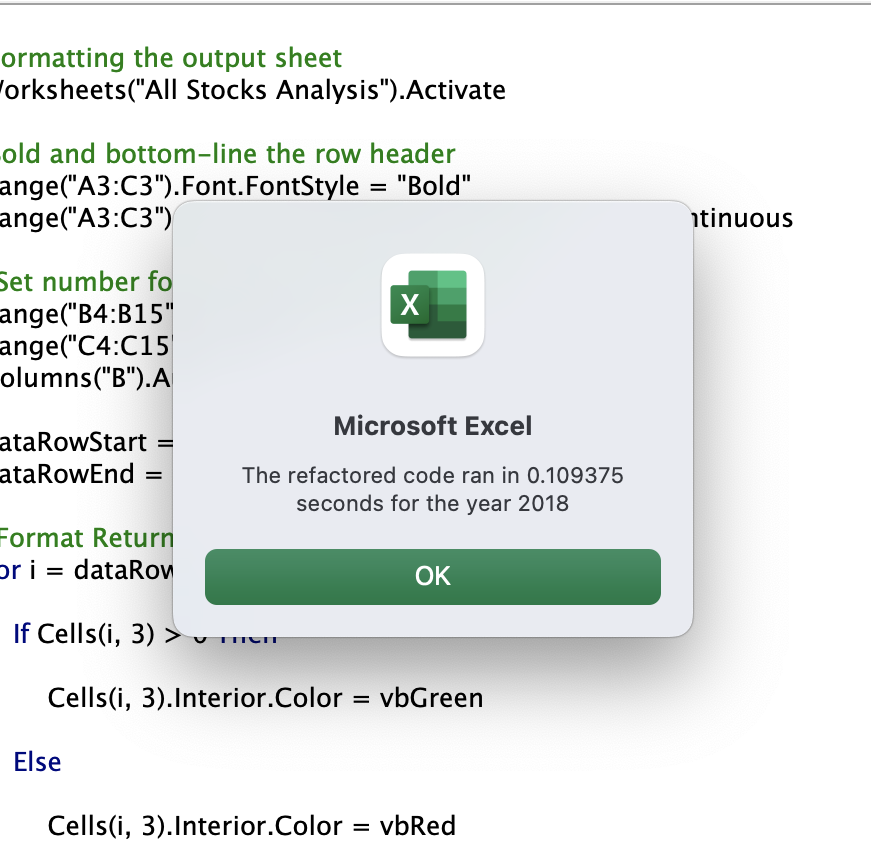 ormatting the output sheet
orksheets("All Stocks Analysis").Activate
old and bottom-line the row header
ange("A3:C3").Font.FontStyle = "Bold"
ange("A3:C3") ntinuous
Set number fo
ange("B4:B15"
ange("C4:C15
olumns("B").A
ataRowStart =
ataRowEnd =
Format Return
or i = dataRow
If Cells(i, 3) > 0 Then
Cells(i, 3).Interior.Color = vbGreen
Else
Cells(i, 3).Interior.Color = vbRed
X
Microsoft Excel
The refactored code ran in 0.109375
seconds for the year 2018
OK